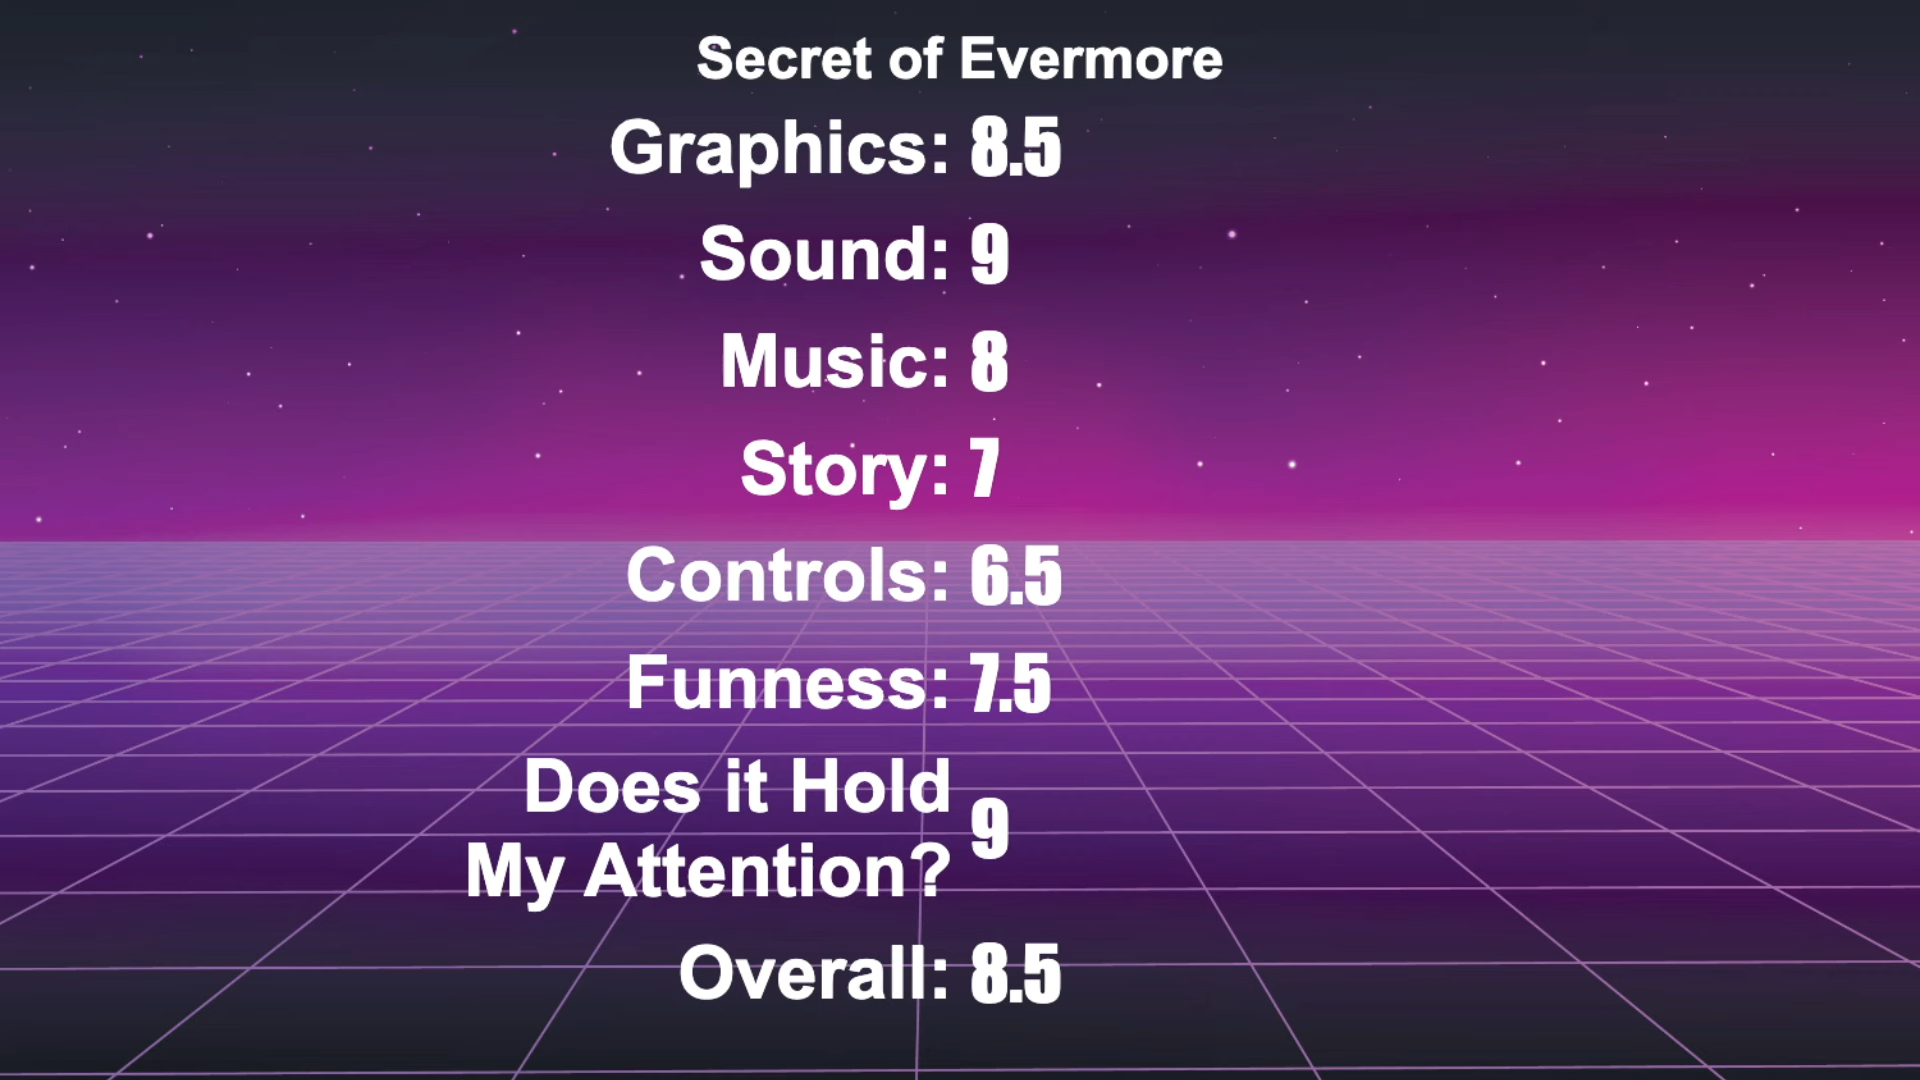 Secret of Evermore
Graphics: 8.5
Sound: 9
Music: 8
Story: 7
Controls: 6.5
Funness: 7.5
Does it Hold
My Attention? 9
Overall: 8.5